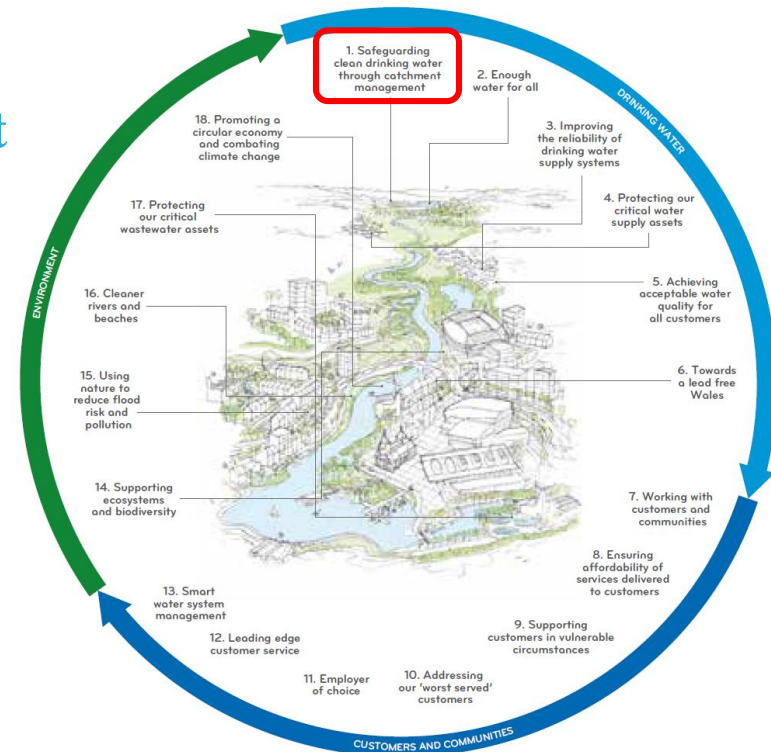 t
1. Safeguarding
clean drinking water
through catchment
management
2. Enough
water for all
DRINKING WATER
3. Improving
the reliability of
drinking water
supply systems
4. Protecting our
critical water
supply assets
5. Achieving
acceptable water
quality for
all customers
6. Towards
a lead free
Wales
7. Working with
customers and
communities
8. Ensuring
affordability of
services delivered
to customers
9. Supporting
customers in vulnerable
circumstances
10. Addressing
our 'worst served'
customers
11. Employer
of choice
12. Leading edge
customer service
13. Smart
water system
management
CUSTOMERS AND COMMUNITIES
14. Supporting
ecosystems
and biodiversity
15. Using
nature to
reduce flood
risk and
pollution
16. Cleaner
rivers and
beaches
17. Protecting
our critical
wastewater assets
18. Promoting a
circular economy
and combating
climate change
ENVIRONMENT